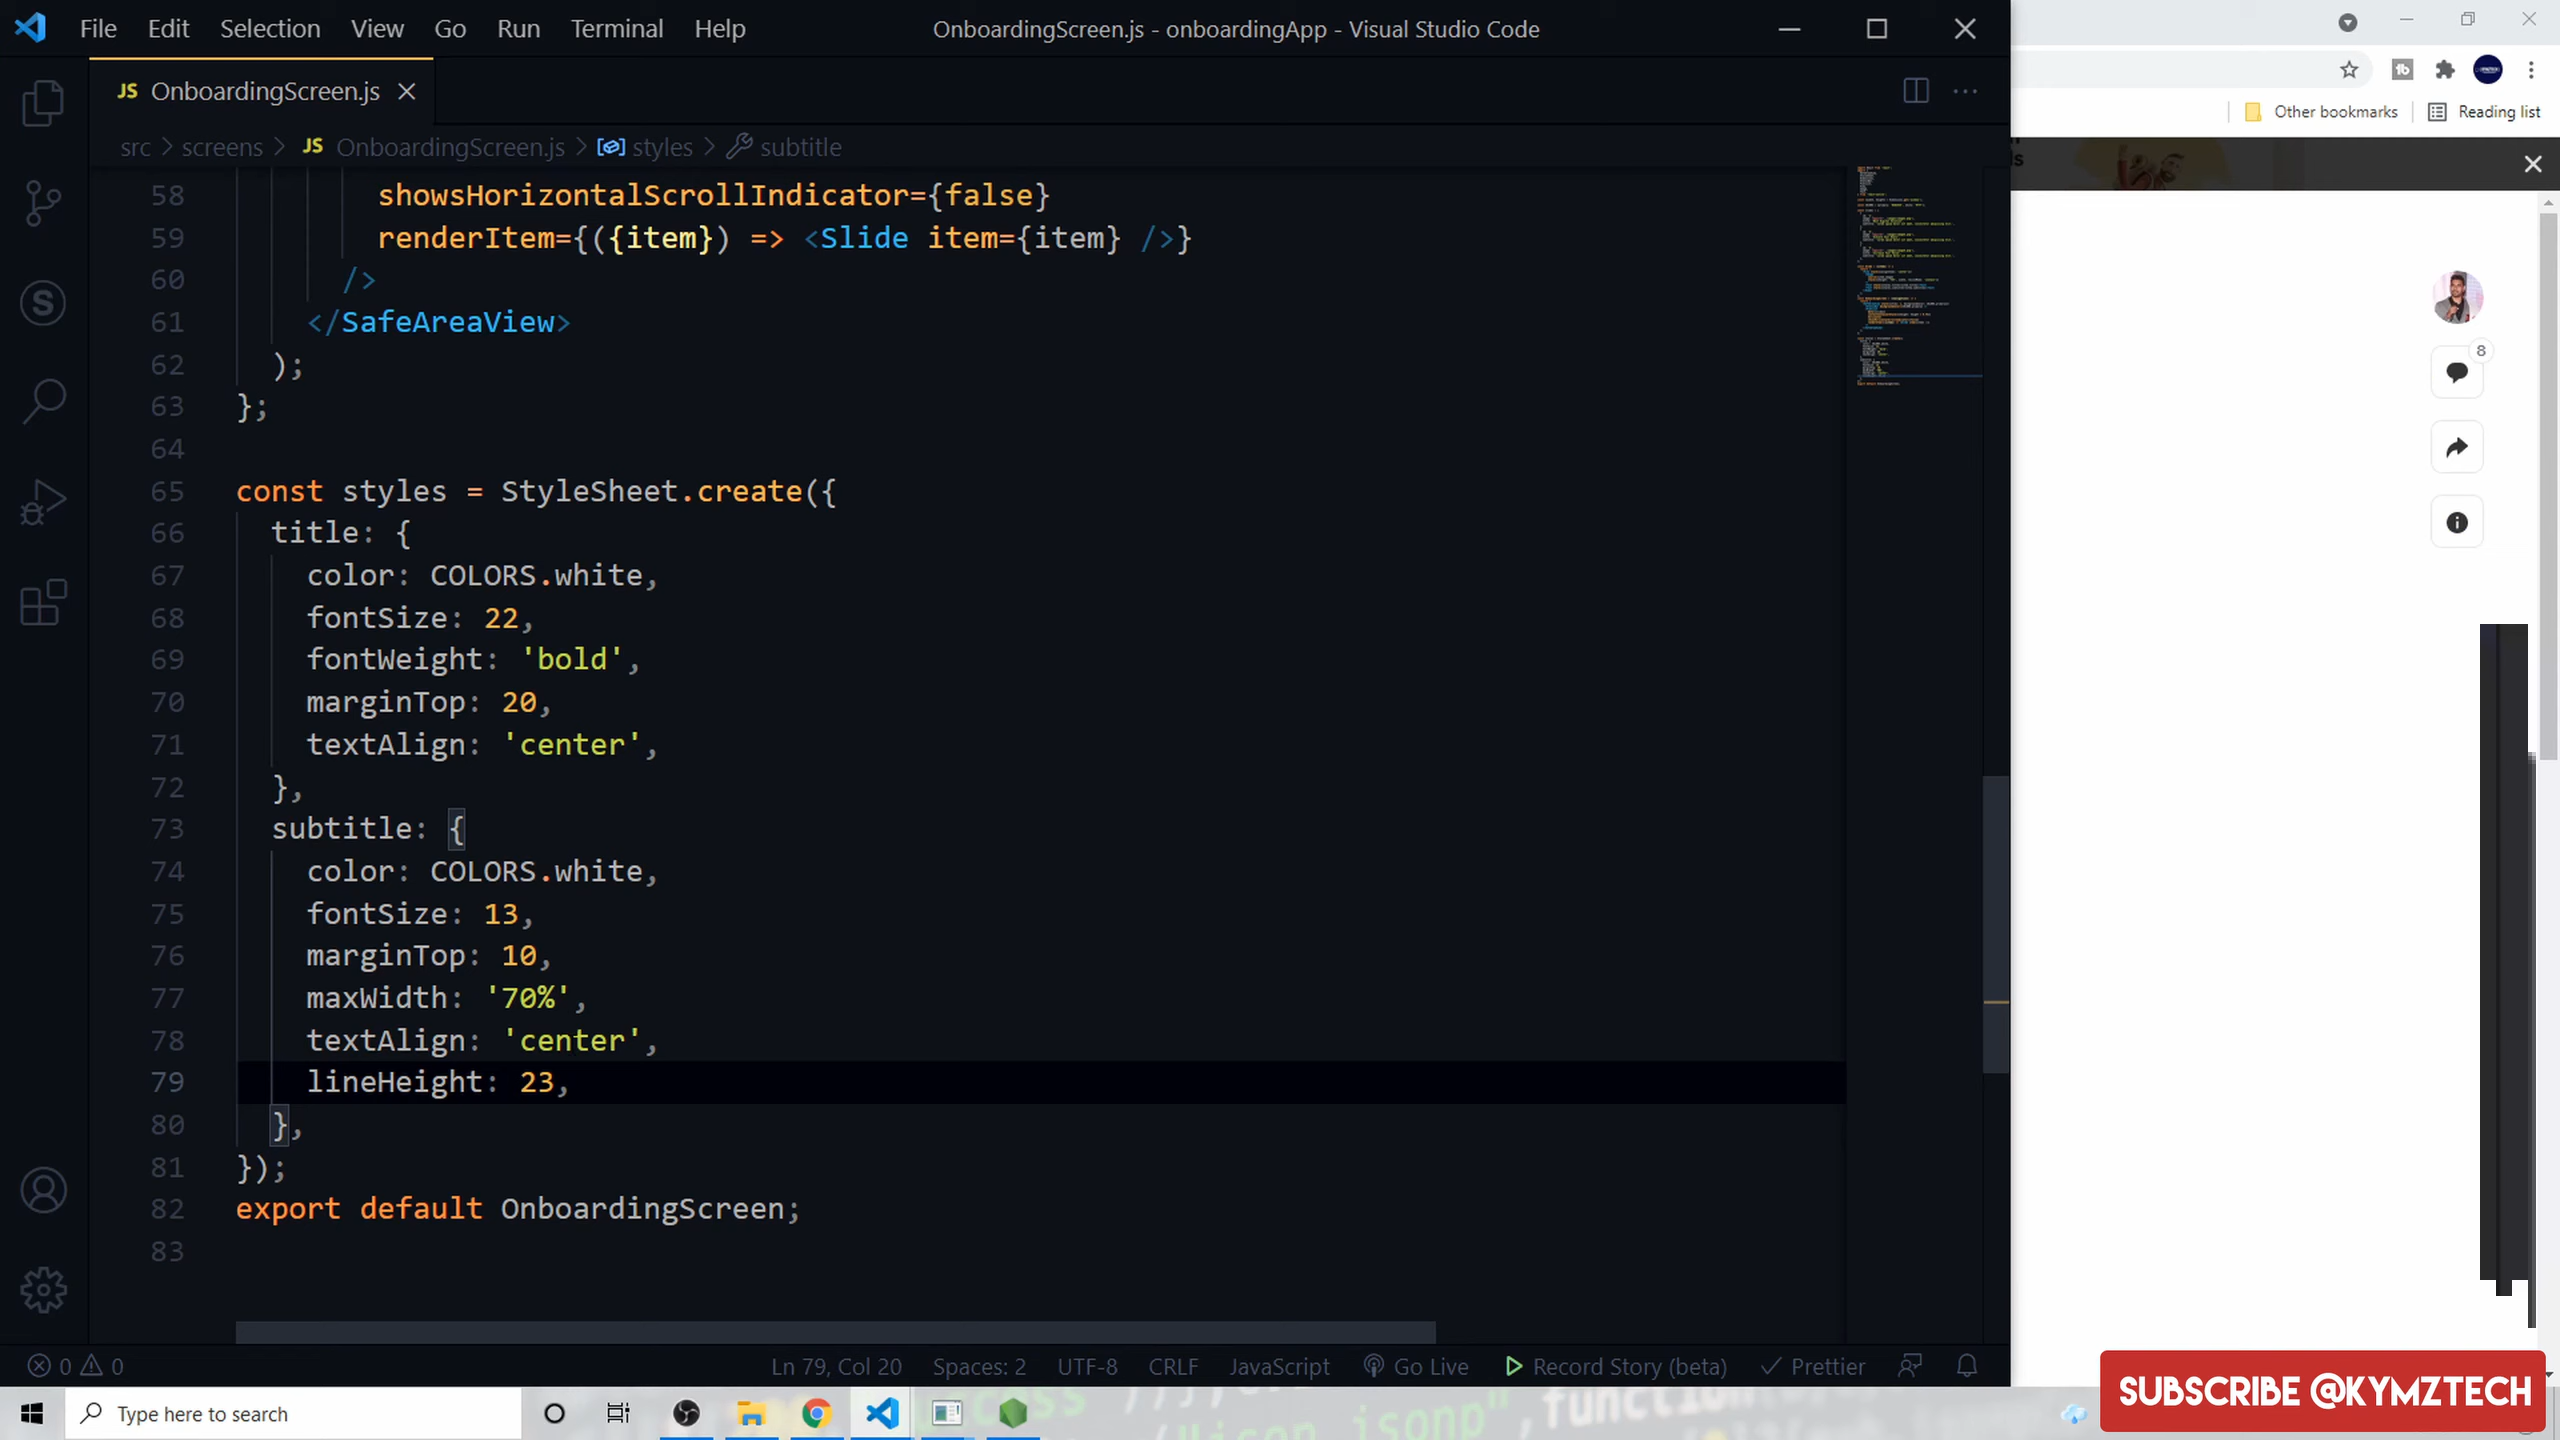 File Edit Selection View Go Run Terminal Help
OnboardingScreen.js - onboardingApp - Visual Studio Code
JS OnboardingScreen.js
src > screens > JS OnboardingScreen.js > styles > subtitle
58 showsHorizontalScrollIndicator={false}
59 renderItem={({item}) => <Slide item={item} />}
60 />
61 </SafeAreaView>
62 );
63 };
64
65 const styles = StyleSheet.create({
66 title: {
67 color: COLORS.white,
68 fontSize: 22,
69 fontWeight: 'bold',
70 marginTop: 20,
71 textAlign: 'center',
72 },
73 subtitle: {
74 color: COLORS.white,
75 fontSize: 13,
76 marginTop: 10,
77 maxWidth: '70%',
78 textAlign: 'center',
79 lineHeight: 23,
80 },
81 });
82 export default OnboardingScreen;
83
0 0 Ln 79, Col 20 Spaces: 2 UTF-8 CRLF JavaScript Go Live Record Story (beta) Prettier
Other bookmarks Reading list
8
Type here to search
SUBSCRIBE @KYMZTECH